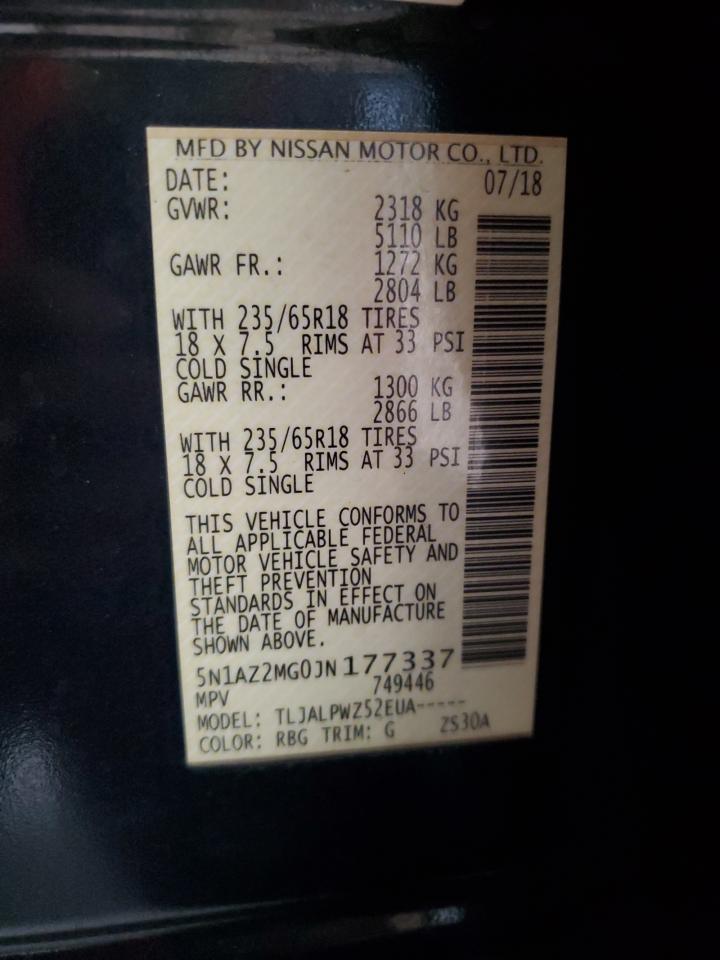 MFD BY NISSAN MOTOR CO., LTD.
DATE: 07/18
GVWR: 2318 KG
5110 LB
GAWR FR.: 1272 KG
2804 LB
WITH 235/65R18 TIRES
18 X 7.5 RIMS AT 33 PSI
COLD SINGLE
GAWR RR.: 1300 KG
2866 LB
WITH 235/65R18 TIRES
18 X 7.5 RIMS AT 33 PSI
COLD SINGLE
THIS VEHICLE CONFORMS TO
ALL APPLICABLE FEDERAL
MOTOR VEHICLE SAFETY AND
THEFT PREVENTION
STANDARDS IN EFFECT ON
THE DATE OF MANUFACTURE
SHOWN ABOVE.
5N1AZ2MG0JN177337
MPV 749446
MODEL: TLJALPWZ52EUA-----
COLOR: RBG TRIM: G ZS30A